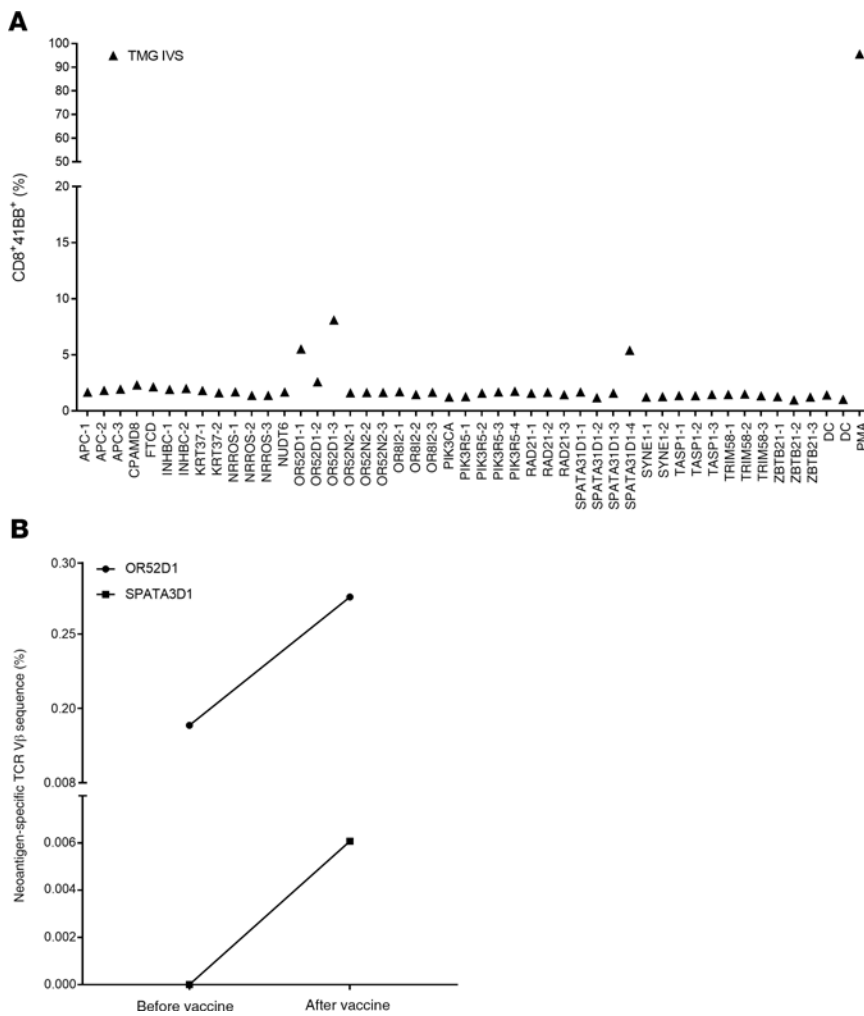 A
TMG IVS
CD8+41BB+ (%)
100
90
80
70
60
50
20
15
10
5
0
APC-1
APC-2
APC-3
CPAMD8
FTCD
INHBC-1
INHBC-2
KRT37-1
KRT37-2
NRROS-1
NRROS-2
NRROS-3
NUDT6
OR52D1-1
OR52D1-2
OR52D1-3
OR52N2-1
OR52N2-2
OR52N2-3
OR8I2-1
OR8I2-2
OR8I2-3
PIK3CA
PIK3R5-1
PIK3R5-2
PIK3R5-3
PIK3R5-4
RAD21-1
RAD21-2
RAD21-3
SPATA31D1-1
SPATA31D1-2
SPATA31D1-3
SPATA31D1-4
SYNE1-1
SYNE1-2
TASP1-1
TASP1-2
TASP1-3
TRIM58-1
TRIM58-2
TRIM58-3
ZBTB21-1
ZBTB21-2
ZBTB21-3
DC
DC
PMA
B
OR52D1
SPATA3D1
Neoantigen-specific TCR Vβ sequence (%)
0.30
0.25
0.20
0.008
0.006
0.004
0.002
0.000
Before vaccine
After vaccine